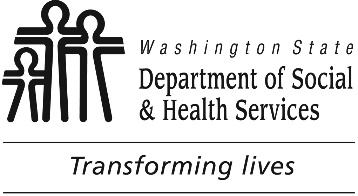 Washington State
Department of Social
& Health Services
Transforming lives